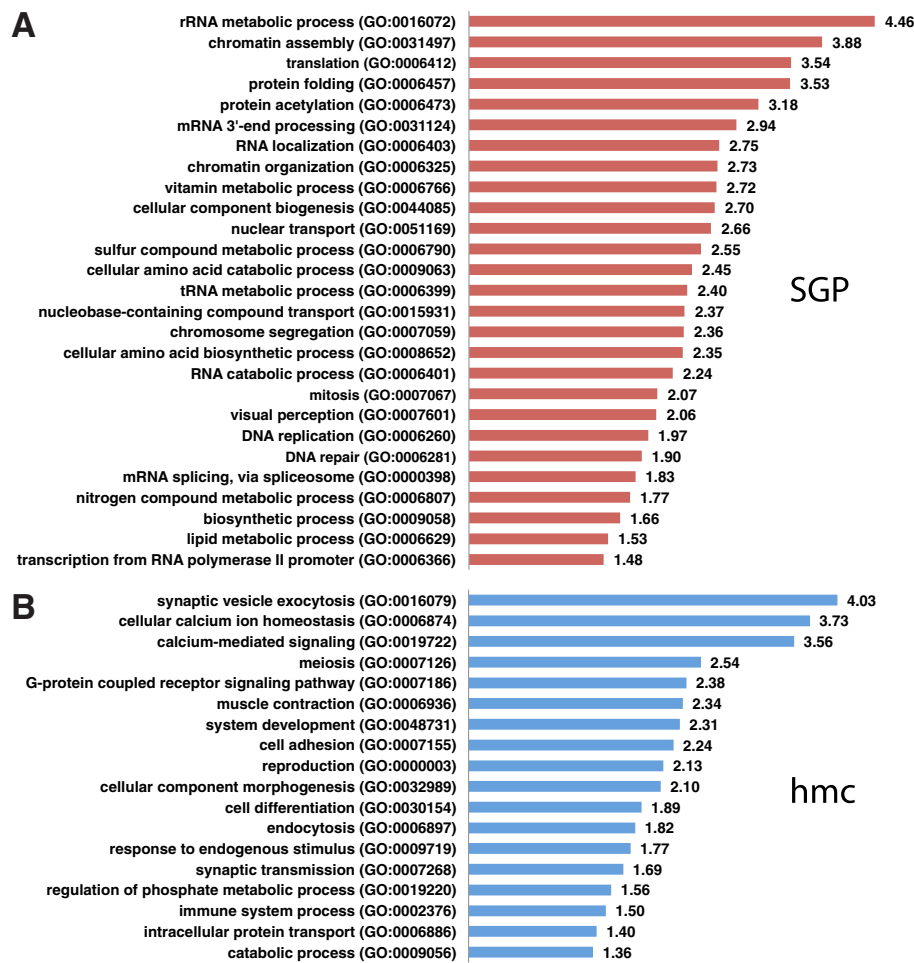 A
rRNA metabolic process (GO:0016072) 4.46
chromatin assembly (GO:0031497) 3.88
translation (GO:0006412) 3.54
protein folding (GO:0006457) 3.53
protein acetylation (GO:0006473) 3.18
mRNA 3'-end processing (GO:0031124) 2.94
RNA localization (GO:0006403) 2.75
chromatin organization (GO:0006325) 2.73
vitamin metabolic process (GO:0006766) 2.72
cellular component biogenesis (GO:0044085) 2.70
nuclear transport (GO:0051169) 2.66
sulfur compound metabolic process (GO:0006790) 2.55
cellular amino acid catabolic process (GO:0009063) 2.45
SGP
tRNA metabolic process (GO:0006399) 2.40
nucleobase-containing compound transport (GO:0015931) 2.37
chromosome segregation (GO:0007059) 2.36
cellular amino acid biosynthetic process (GO:0008652) 2.35
RNA catabolic process (GO:0006401) 2.24
mitosis (GO:0007067) 2.07
visual perception (GO:0007601) 2.06
DNA replication (GO:0006260) 1.97
DNA repair (GO:0006281) 1.90
mRNA splicing, via spliceosome (GO:0000398) 1.83
nitrogen compound metabolic process (GO:0006807) 1.77
biosynthetic process (GO:0009058) 1.66
lipid metabolic process (GO:0006629) 1.53
transcription from RNA polymerase II promoter (GO:0006366) 1.48
B
synaptic vesicle exocytosis (GO:0016079) 4.03
cellular calcium ion homeostasis (GO:0006874) 3.73
calcium-mediated signaling (GO:0019722) 3.56
meiosis (GO:0007126) 2.54
G-protein coupled receptor signaling pathway (GO:0007186) 2.38
muscle contraction (GO:0006936) 2.34
system development (GO:0048731) 2.31
cell adhesion (GO:0007155) 2.24
reproduction (GO:0000003) 2.13
cellular component morphogenesis (GO:0032989) 2.10
hmc
cell differentiation (GO:0030154) 1.89
endocytosis (GO:0006897) 1.82
response to endogenous stimulus (GO:0009719) 1.77
synaptic transmission (GO:0007268) 1.69
regulation of phosphate metabolic process (GO:0019220) 1.56
immune system process (GO:0002376) 1.50
intracellular protein transport (GO:0006886) 1.40
catabolic process (GO:0009056) 1.36